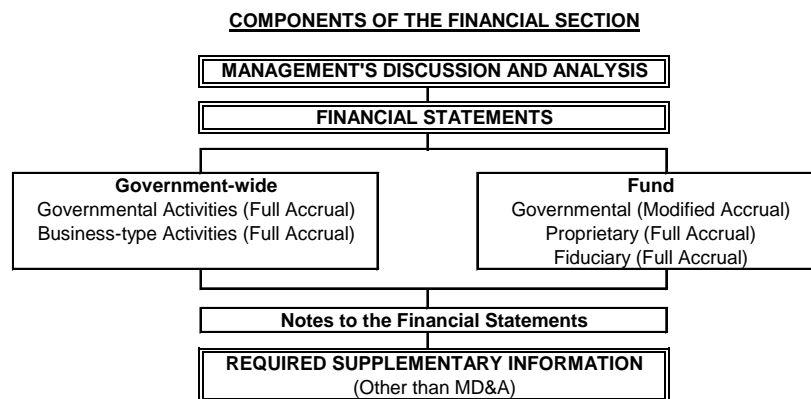 COMPONENTS OF THE FINANCIAL SECTION
MANAGEMENT'S DISCUSSION AND ANALYSIS
FINANCIAL STATEMENTS
Government-wide
Governmental Activities (Full Accrual)
Business-type Activities (Full Accrual)
Fund
Governmental (Modified Accrual)
Proprietary (Full Accrual)
Fiduciary (Full Accrual)
Notes to the Financial Statements
REQUIRED SUPPLEMENTARY INFORMATION
(Other than MD&A)